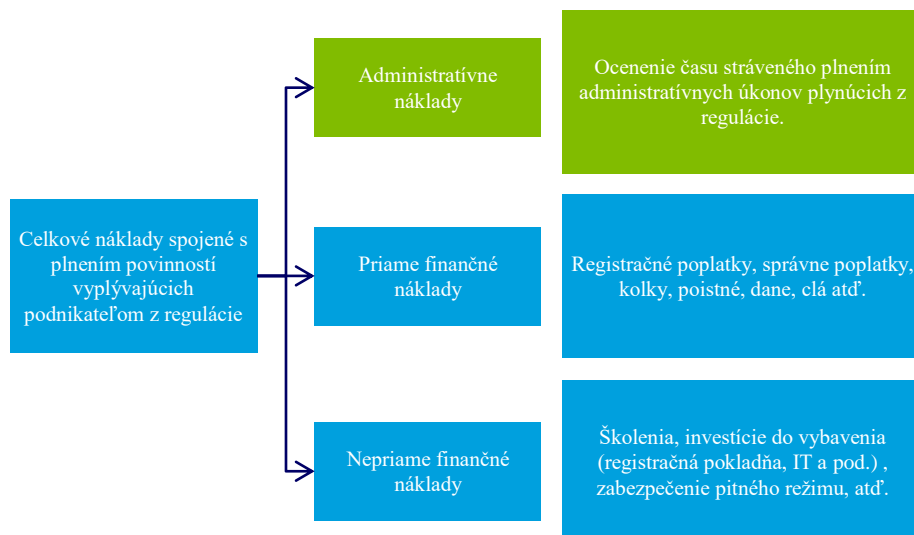 Administratívne
náklady
Ocenenie času stráveného plnením
administratívnych úkonov plynúcich z
regulácie.
Celkové náklady spojené s
plnením povinností
vyplývajúcich
podnikateľom z regulácie
Priame finančné
náklady
Registračné poplatky, správne poplatky,
kolky, poistné, dane, clá atď.
Nepriame finančné
náklady
Školenia, investície do vybavenia
(registračná pokladňa, IT a pod.) ,
zabezpečenie pitného režimu, atď.